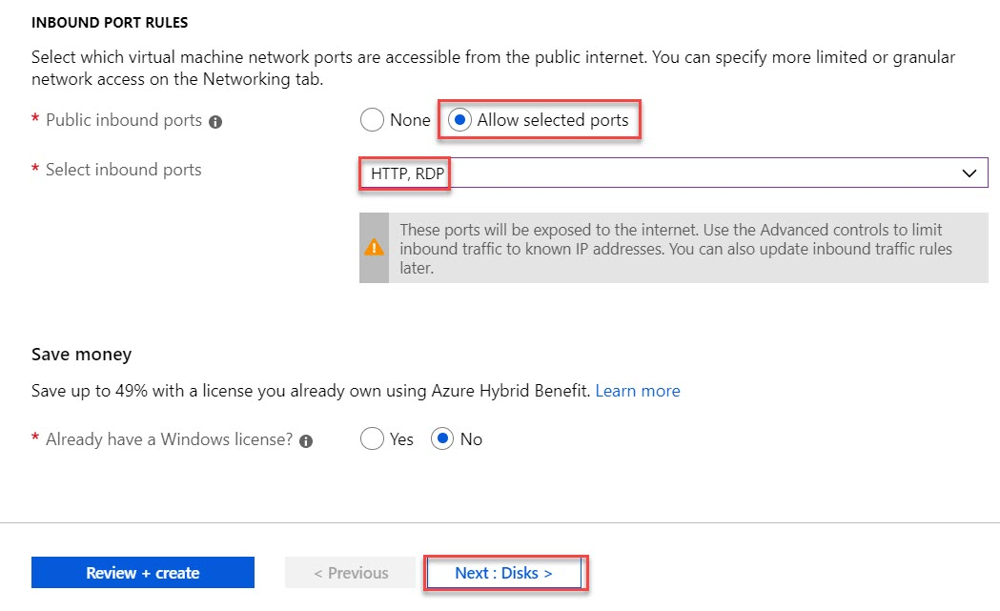 INBOUND PORT RULES
Select which virtual machine network ports are accessible from the public internet. You can specify more limited or granular
network access on the Networking tab.
* Public inbound ports
None
Allow selected ports
* Select inbound ports
HTTP, RDP
These ports will be exposed to the internet. Use the Advanced controls to limit
inbound traffic to known IP addresses. You can also update inbound traffic rules
later.
Save money
Save up to 49% with a license you already own using Azure Hybrid Benefit. Learn more
* Already have a Windows license?
Yes
No
Review + create
< Previous
Next : Disks >